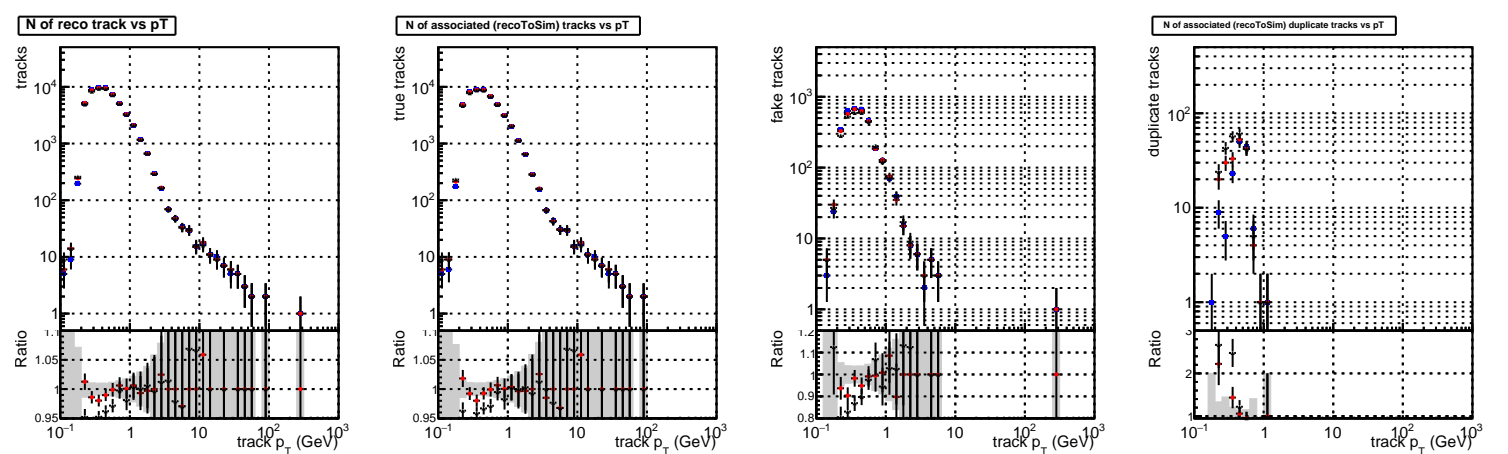 N of reco track vs pT
tracks
10⁴
10³
10²
10
1
Ratio
1.1
1.05
1
0.95
10⁻¹ 1 10 10² 10³
track pT (GeV)
N of associated (recoToSim) tracks vs pT
true tracks
10⁴
10³
10²
10
1
Ratio
1.1
1.05
1
0.95
10⁻¹ 1 10 10² 10³
track pT (GeV)
fake tracks
10³
10²
10
1
Ratio
1.2
1.1
1
0.9
0.8
10⁻¹ 1 10 10² 10³
track pT (GeV)
N of associated (recoToSim) duplicate tracks vs pT
duplicate tracks
10²
10
1
Ratio
3
2
1
10⁻¹ 1 10 10² 10³
track pT (GeV)